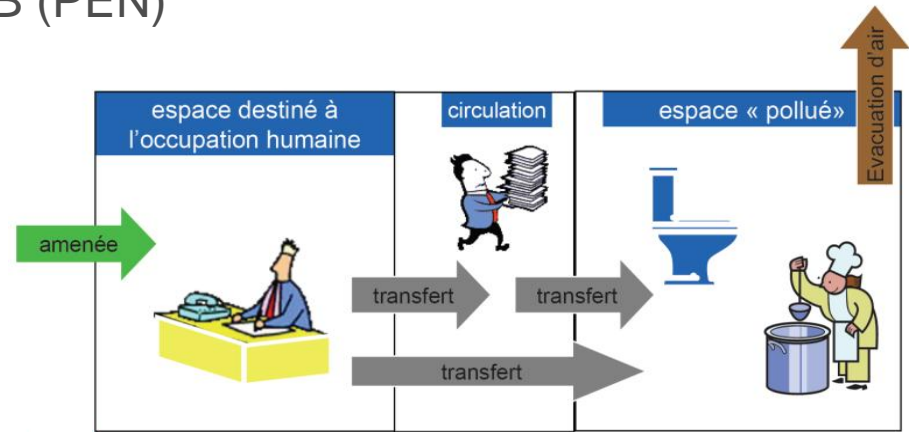 B (PEN)
espace destiné à
l'occupation humaine
circulation
espace « pollué»
Evacuation d'air
amenée
transfert
transfert
transfert